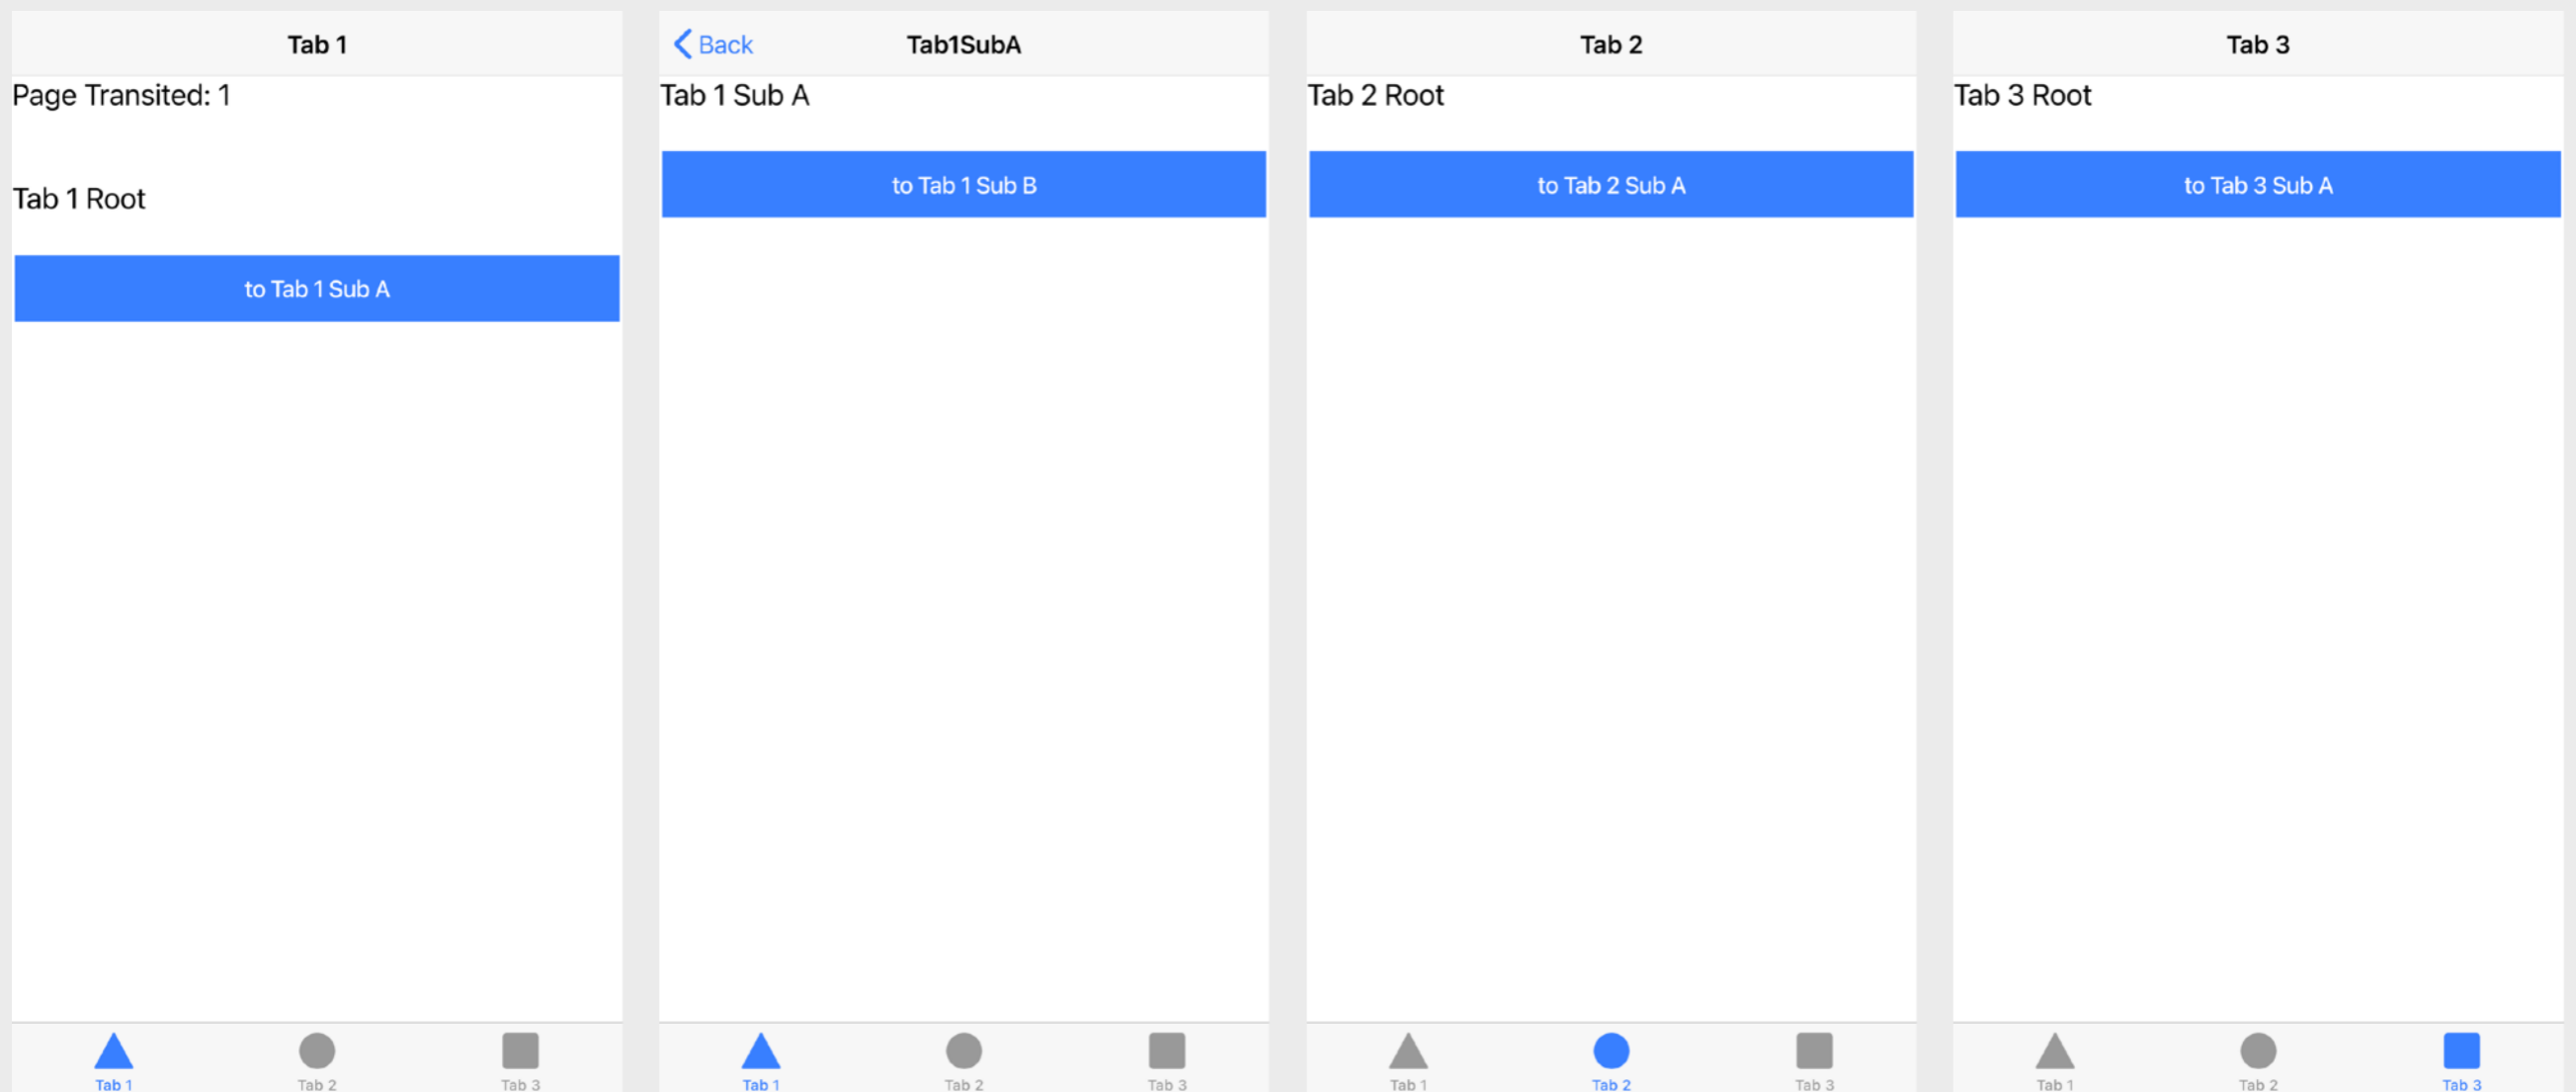 Tab 1
Page Transited: 1
Tab 1 Root
to Tab 1 Sub A
Tab 1
Tab 2
Tab 3
Back
Tab1SubA
Tab 1 Sub A
to Tab 1 Sub B
Tab 1
Tab 2
Tab 3
Tab 2
Tab 2 Root
to Tab 2 Sub A
Tab 1
Tab 2
Tab 3
Tab 3
Tab 3 Root
to Tab 3 Sub A
Tab 1
Tab 2
Tab 3